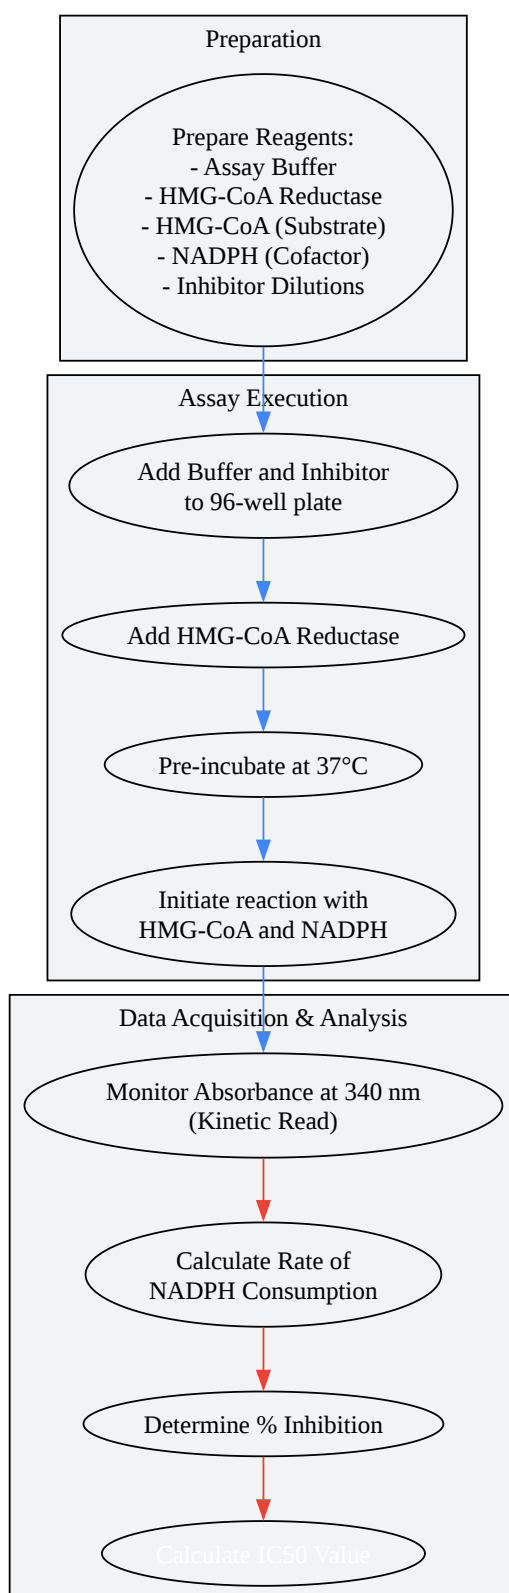 Preparation
Prepare Reagents:
- Assay Buffer
- HMG-CoA Reductase
- HMG-CoA (Substrate)
- NADPH (Cofactor)
- Inhibitor Dilutions
Assay Execution
Add Buffer and Inhibitor
to 96-well plate
Add HMG-CoA Reductase
Pre-incubate at 37°C
Initiate reaction with
HMG-CoA and NADPH
Data Acquisition & Analysis
Monitor Absorbance at 340 nm
(Kinetic Read)
Calculate Rate of
NADPH Consumption
Determine % Inhibition
Calculate IC50 Value